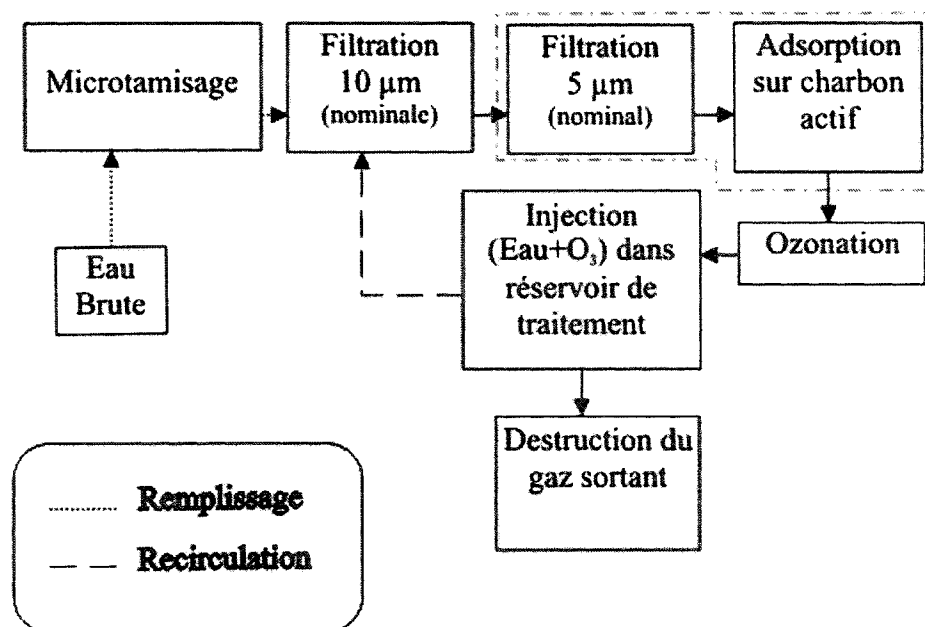 Microtamisage
Filtration
10 µm
(nominale)
Filtration
5 µm
(nominal)
Adsorption
sur charbon
actif
Eau
Brute
Injection
(Eau+O₃) dans
réservoir de
traitement
Ozonation
Destruction du
gaz sortant
Remplissage
Recirculation